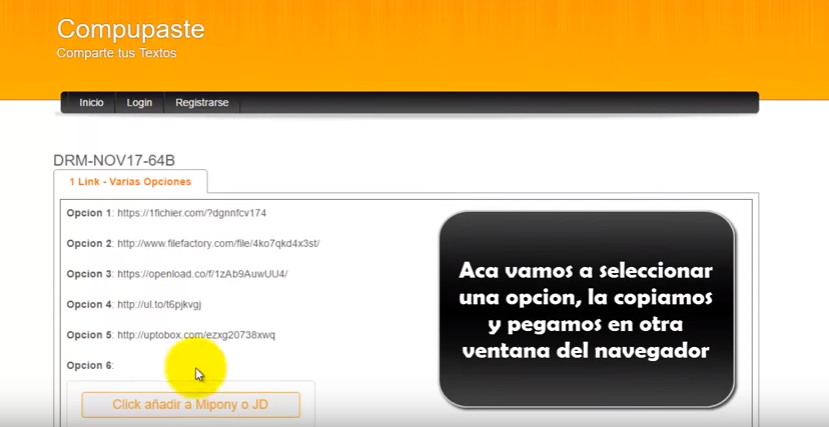 Compupaste
Comparte tus Textos
Inicio Login Registrarse
DRM-NOV17-64B
1 Link - Varias Opciones
Opcion 1: https://1fichier.com/?dgnnfcv174
Opcion 2: http://www.filefactory.com/file/4ko7qkd4x3st/
Opcion 3: https://openload.co/f/1zAb9AuwUU4/
Opcion 4: http://ul.to/t6pjkvgj
Opcion 5: http://uptobox.com/ezxg20738xwq
Opcion 6:
Click añadir a Mipony o JD
Aca vamos a seleccionar
una opcion, la copiamos
y pegamos en otra
ventana del navegador